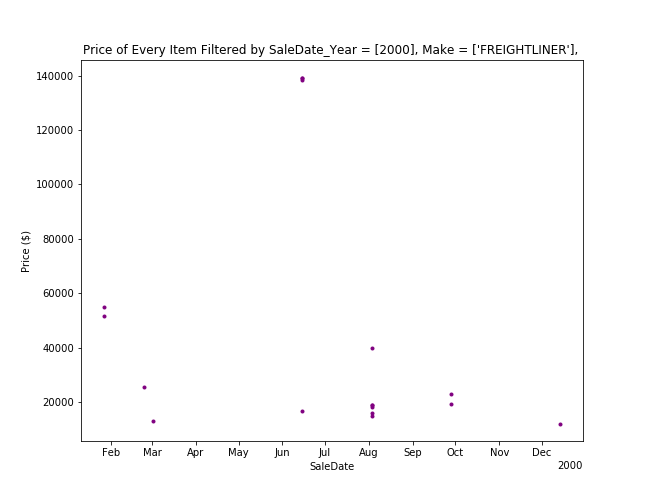 Price of Every Item Filtered by SaleDate_Year = [2000], Make = ['FREIGHTLINER'],
140000
120000
100000
80000
60000
40000
20000
Price ($)
Feb Mar Apr May Jun Jul Aug Sep Oct Nov Dec
SaleDate
2000